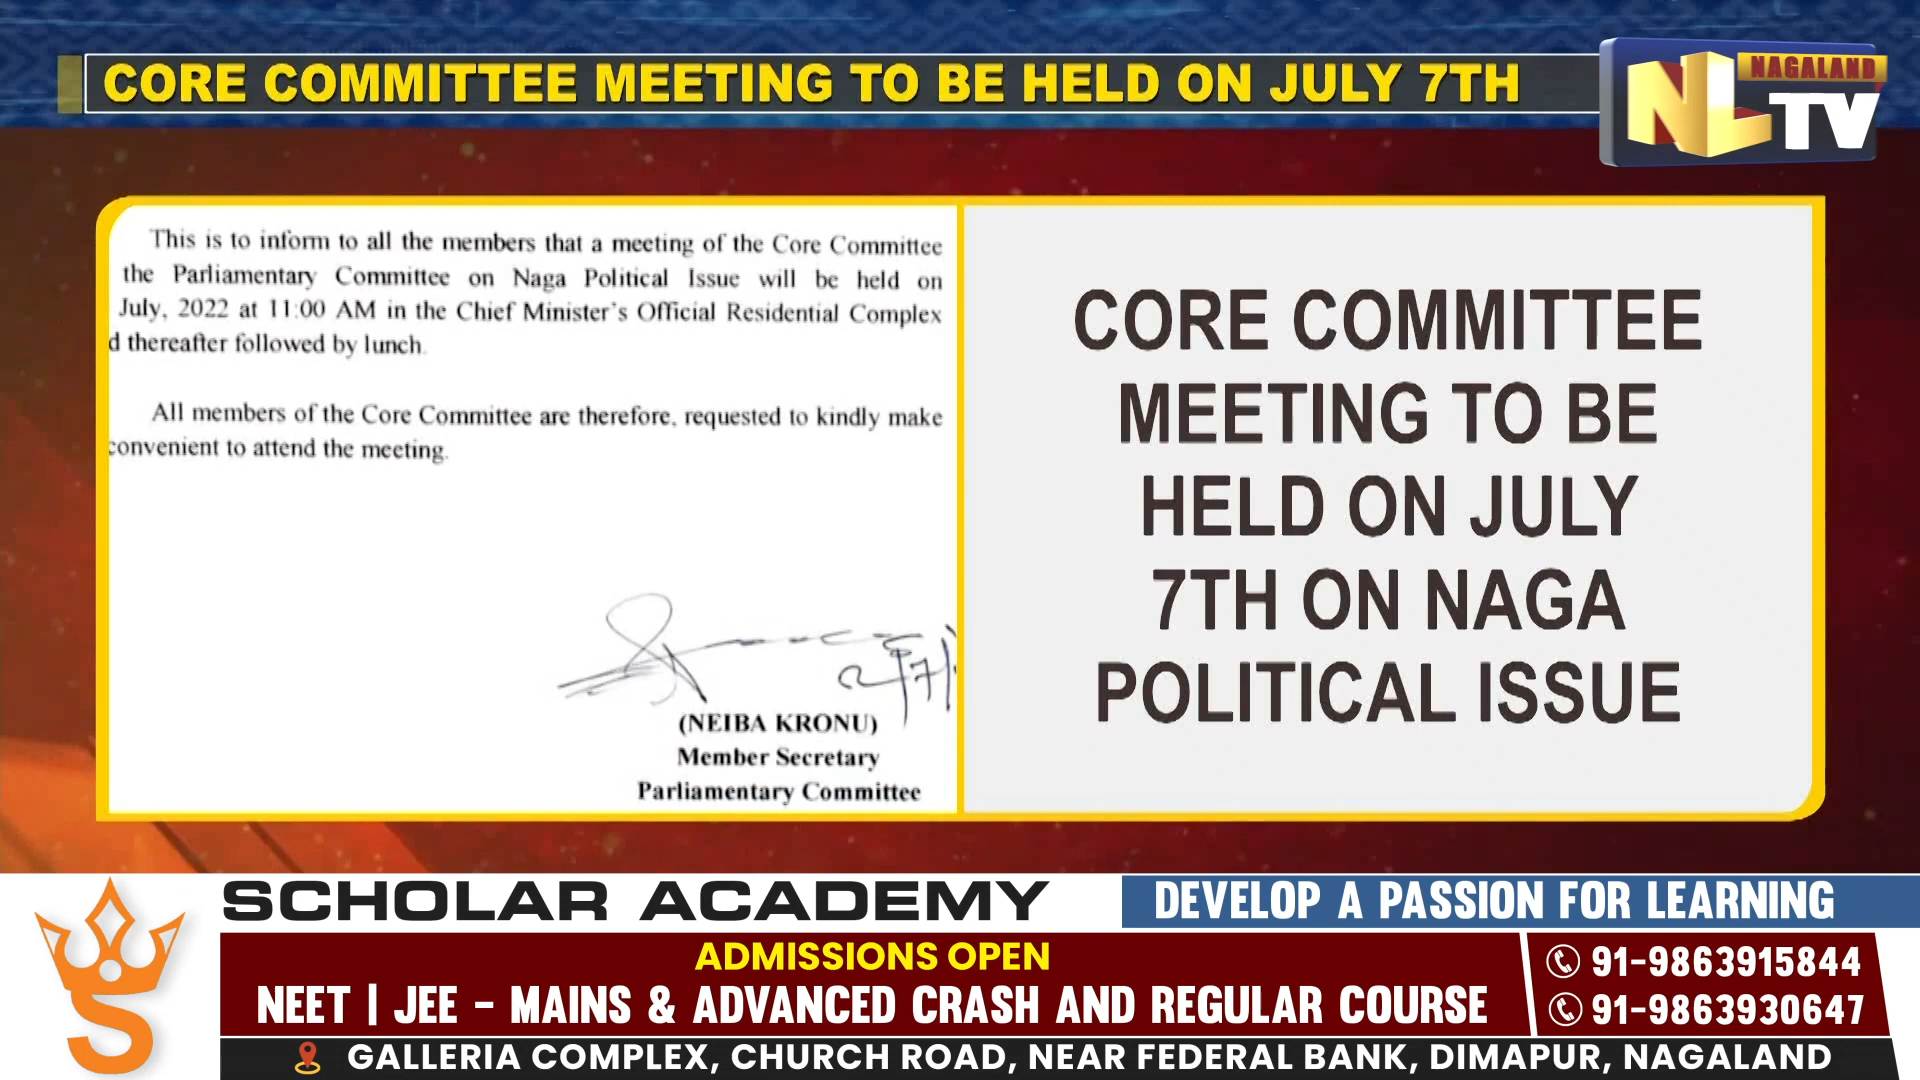 CORE COMMITTEE MEETING TO BE HELD ON JULY 7TH
NAGALAND
NL TV
This is to inform to all the members that a meeting of the Core Committee
the Parliamentary Committee on Naga Political Issue will be held on
July, 2022 at 11:00 AM in the Chief Minister's Official Residential Complex
d thereafter followed by lunch.
All members of the Core Committee are therefore, requested to kindly make
convenient to attend the meeting.
2/7/
(NEIBA KRONU)
Member Secretary
Parliamentary Committee
CORE COMMITTEE
MEETING TO BE
HELD ON JULY
7TH ON NAGA
POLITICAL ISSUE
S
SCHOLAR ACADEMY
DEVELOP A PASSION FOR LEARNING
ADMISSIONS OPEN
NEET | JEE - MAINS & ADVANCED CRASH AND REGULAR COURSE
91-9863915844
91-9863930647
GALLERIA COMPLEX, CHURCH ROAD, NEAR FEDERAL BANK, DIMAPUR, NAGALAND